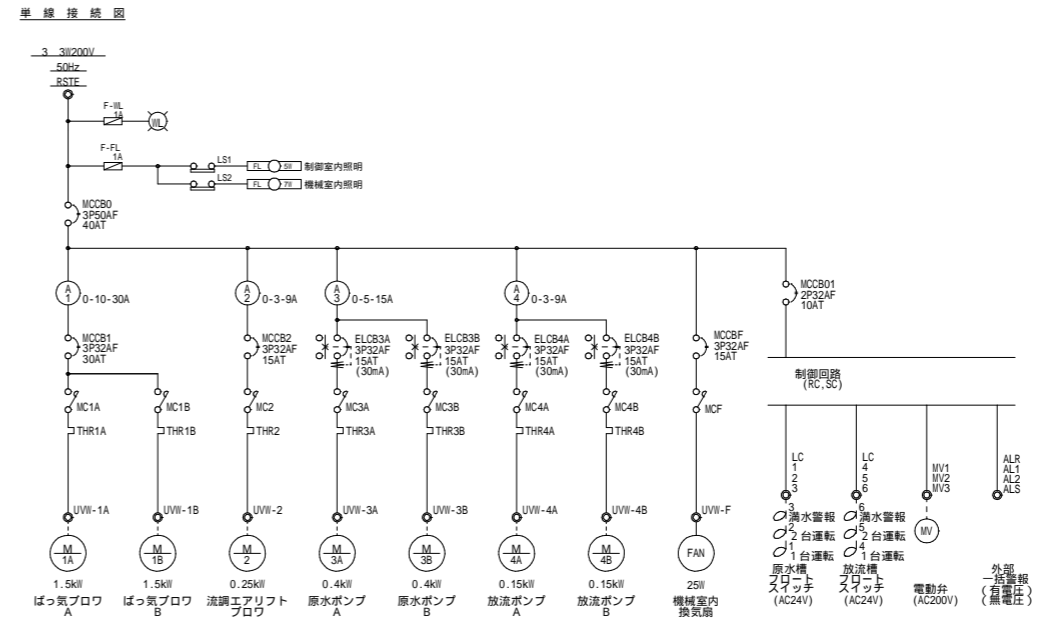 単線接続図
3 3W200V
50Hz
RSTE
F-WL
1A
WL
F-FL
1A
LS1
FL 5W 制御室内照明
LS2
FL 7W 機械室内照明
MCCB0
3P50AF
40AT
A
1
0-10-30A
A
2
0-3-9A
A
3
0-5-15A
A
4
0-3-9A
MCCB01
2P32AF
10AT
MCCB1
3P32AF
30AT
MCCB2
3P32AF
15AT
ELCB3A
3P32AF
15AT
(30mA)
ELCB3B
3P32AF
15AT
(30mA)
ELCB4A
3P32AF
15AT
(30mA)
ELCB4B
3P32AF
15AT
(30mA)
MCCBF
3P32AF
15AT
制御回路
(RC,SC)
MC1A
MC1B
MC2
MC3A
MC3B
MC4A
MC4B
MCF
THR1A
THR1B
THR2
THR3A
THR3B
THR4A
THR4B
LC
1
2
3
LC
4
5
6
MV1
MV2
MV3
ALR
AL1
AL2
ALS
UVW-1A
UVW-1B
UVW-2
UVW-3A
UVW-3B
UVW-4A
UVW-4B
UVW-F
3
満水警報
2
2台運転
1
1台運転
6
満水警報
5
2台運転
4
1台運転
MV
M
1A
M
1B
M
2
M
3A
M
3B
M
4A
M
4B
FAN
1.5kW
ばっ気ブロワ
A
1.5kW
ばっ気ブロワ
B
0.25kW
流調エアリフト
ブロワ
0.4kW
原水ポンプ
A
0.4kW
原水ポンプ
B
0.15kW
放流ポンプ
A
0.15kW
放流ポンプ
B
25W
機械室内
換気扇
原水槽
フロート
スイッチ
(AC24V)
放流槽
フロート
スイッチ
(AC24V)
電動弁
(AC200V)
外部
一括警報
(有電圧)
(無電圧)